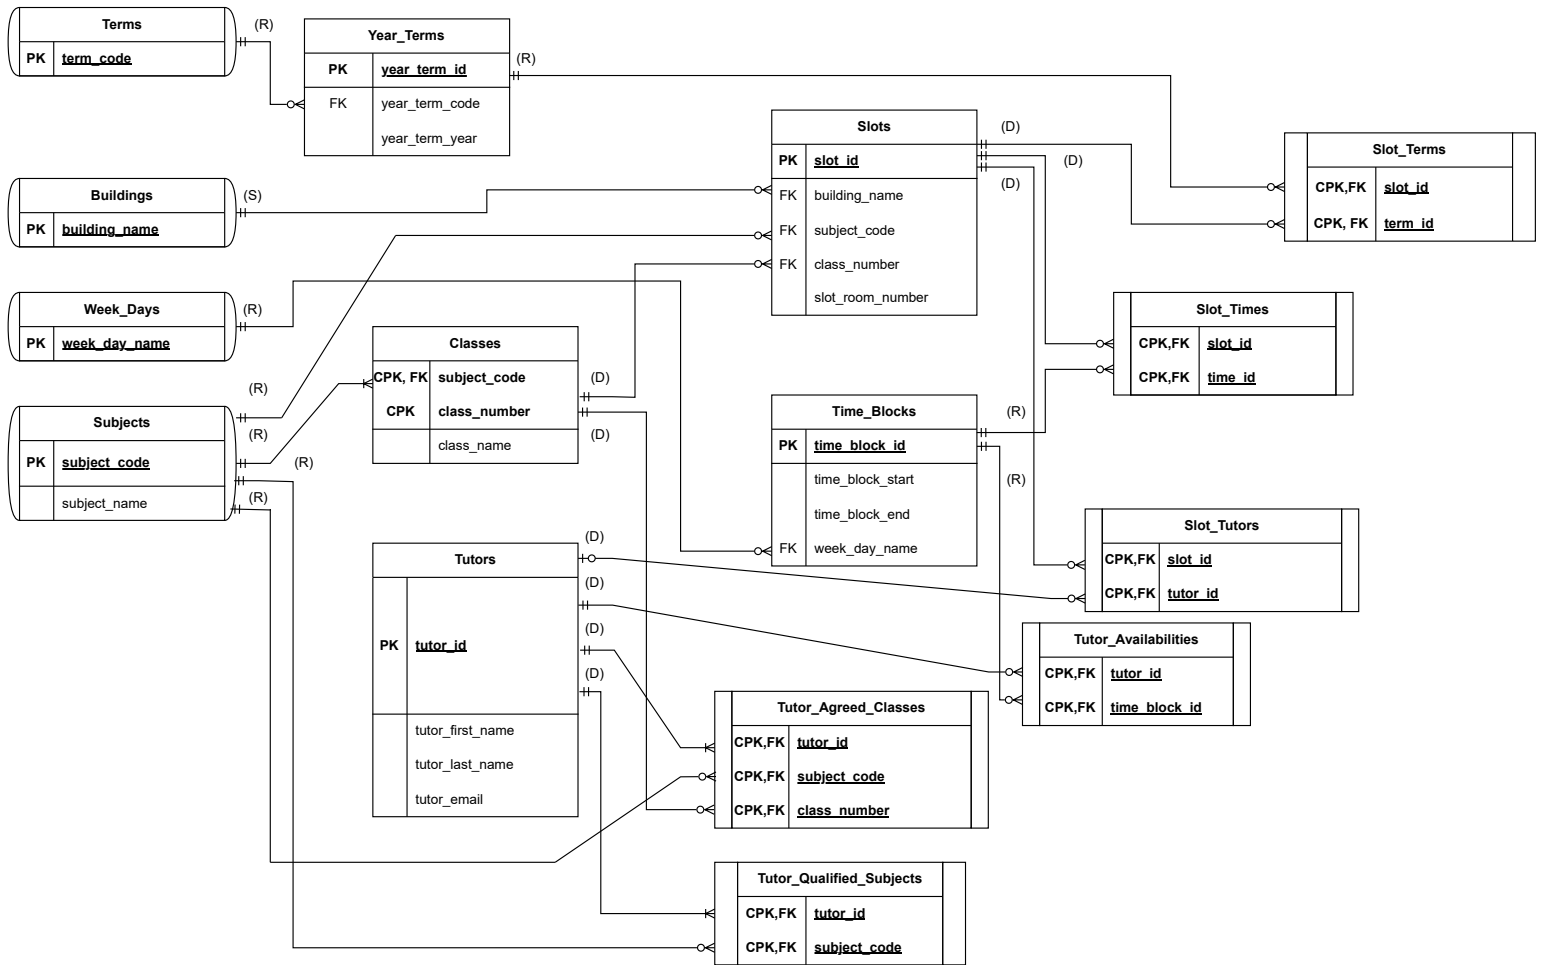 Terms
PK term_code
(R)
Year_Terms
PK year_term_id
FK year_term_code
year_term_year
(R)
Buildings
PK building_name
(S)
Week_Days
PK week_day_name
(R)
Subjects
PK subject_code
subject_name
(R)
(R)
(R)
(R)
Classes
CPK, FK subject_code
CPK class_number
class_name
(D)
(D)
Tutors
PK tutor_id
tutor_first_name
tutor_last_name
tutor_email
(D)
(D)
(D)
(D)
Slots
PK slot_id
FK building_name
FK subject_code
FK class_number
slot_room_number
(D)
(D)
(D)
Time_Blocks
PK time_block_id
time_block_start
time_block_end
FK week_day_name
(R)
(R)
Slot_Terms
CPK,FK slot_id
CPK, FK term_id
Slot_Times
CPK,FK slot_id
CPK,FK time_id
Slot_Tutors
CPK,FK slot_id
CPK,FK tutor_id
Tutor_Availabilities
CPK,FK tutor_id
CPK,FK time_block_id
Tutor_Agreed_Classes
CPK,FK tutor_id
CPK,FK subject_code
CPK,FK class_number
Tutor_Qualified_Subjects
CPK,FK tutor_id
CPK,FK subject_code